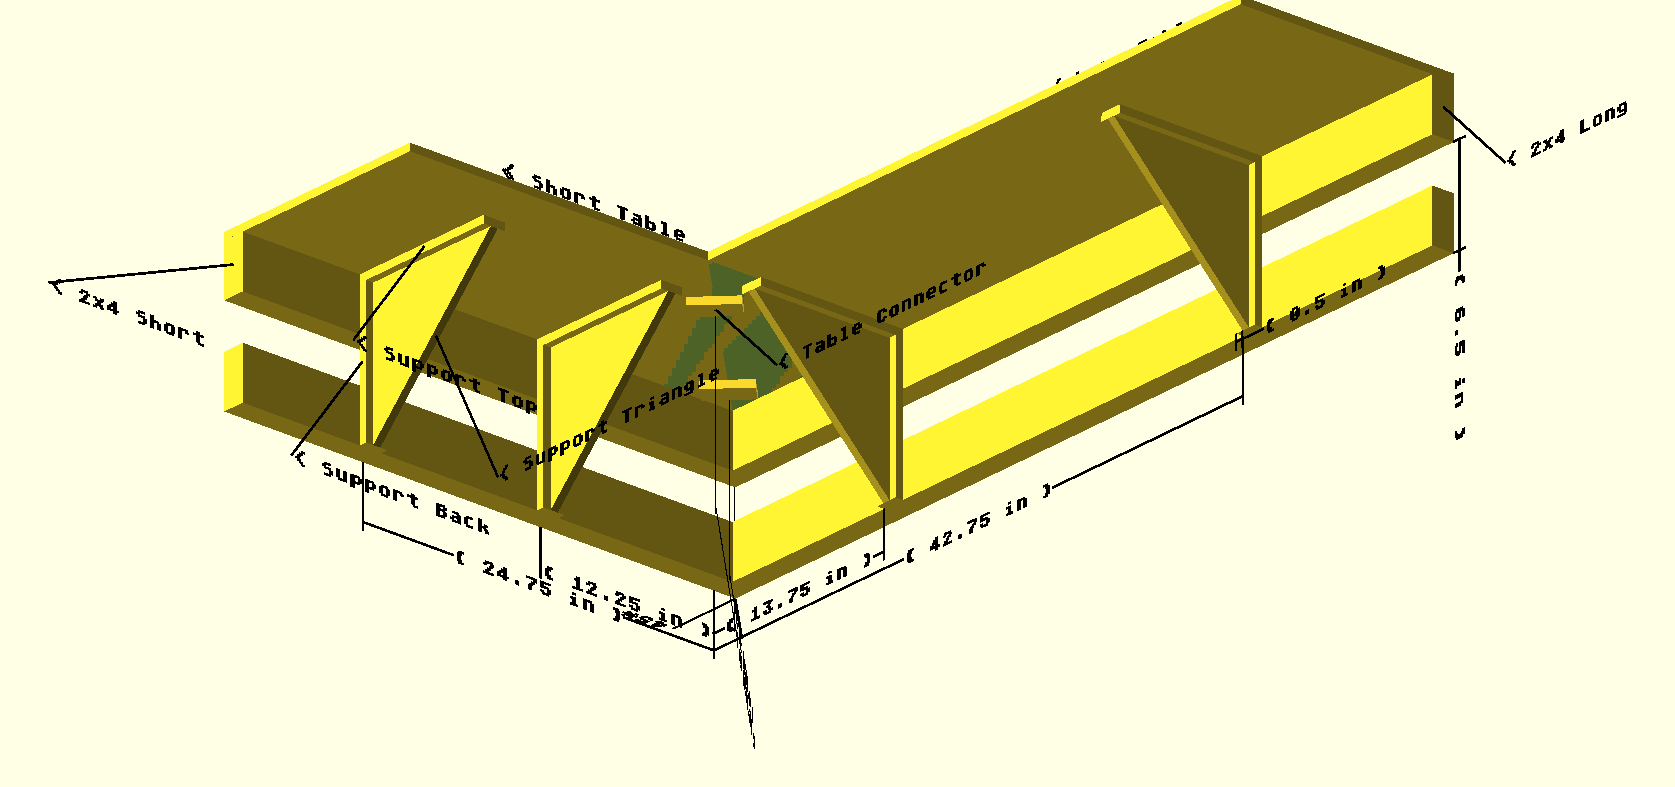 2x4 Long
Short Table
Table Connector
2x4 Short
0.5 in
6.5 in
Support Top
Support Triangle
Support Back
42.75 in
24.75 in
12.25 in
13.75 in